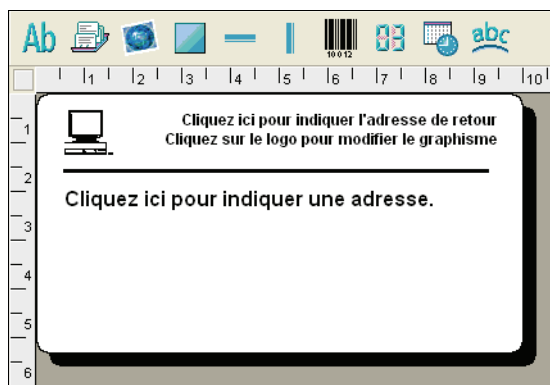 Ab 10012 88 abc
1 2 3 4 5 6 7 8 9 10
1
2
3
4
5
6
Cliquez ici pour indiquer l'adresse de retour
Cliquez sur le logo pour modifier le graphisme
Cliquez ici pour indiquer une adresse.